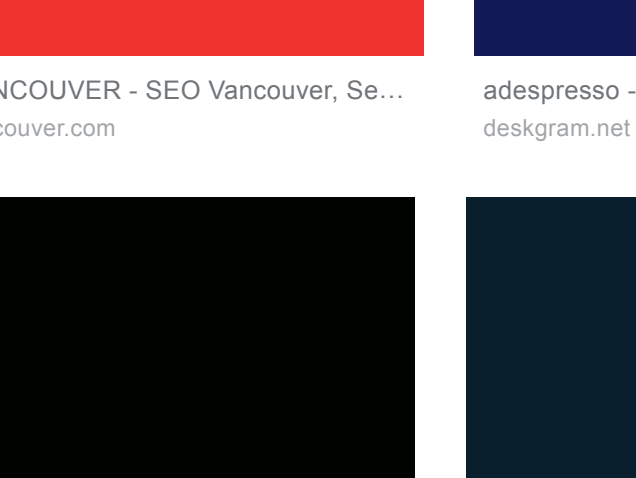 NCOUVER - SEO Vancouver, Se...
couver.com
adespresso -
deskgram.net